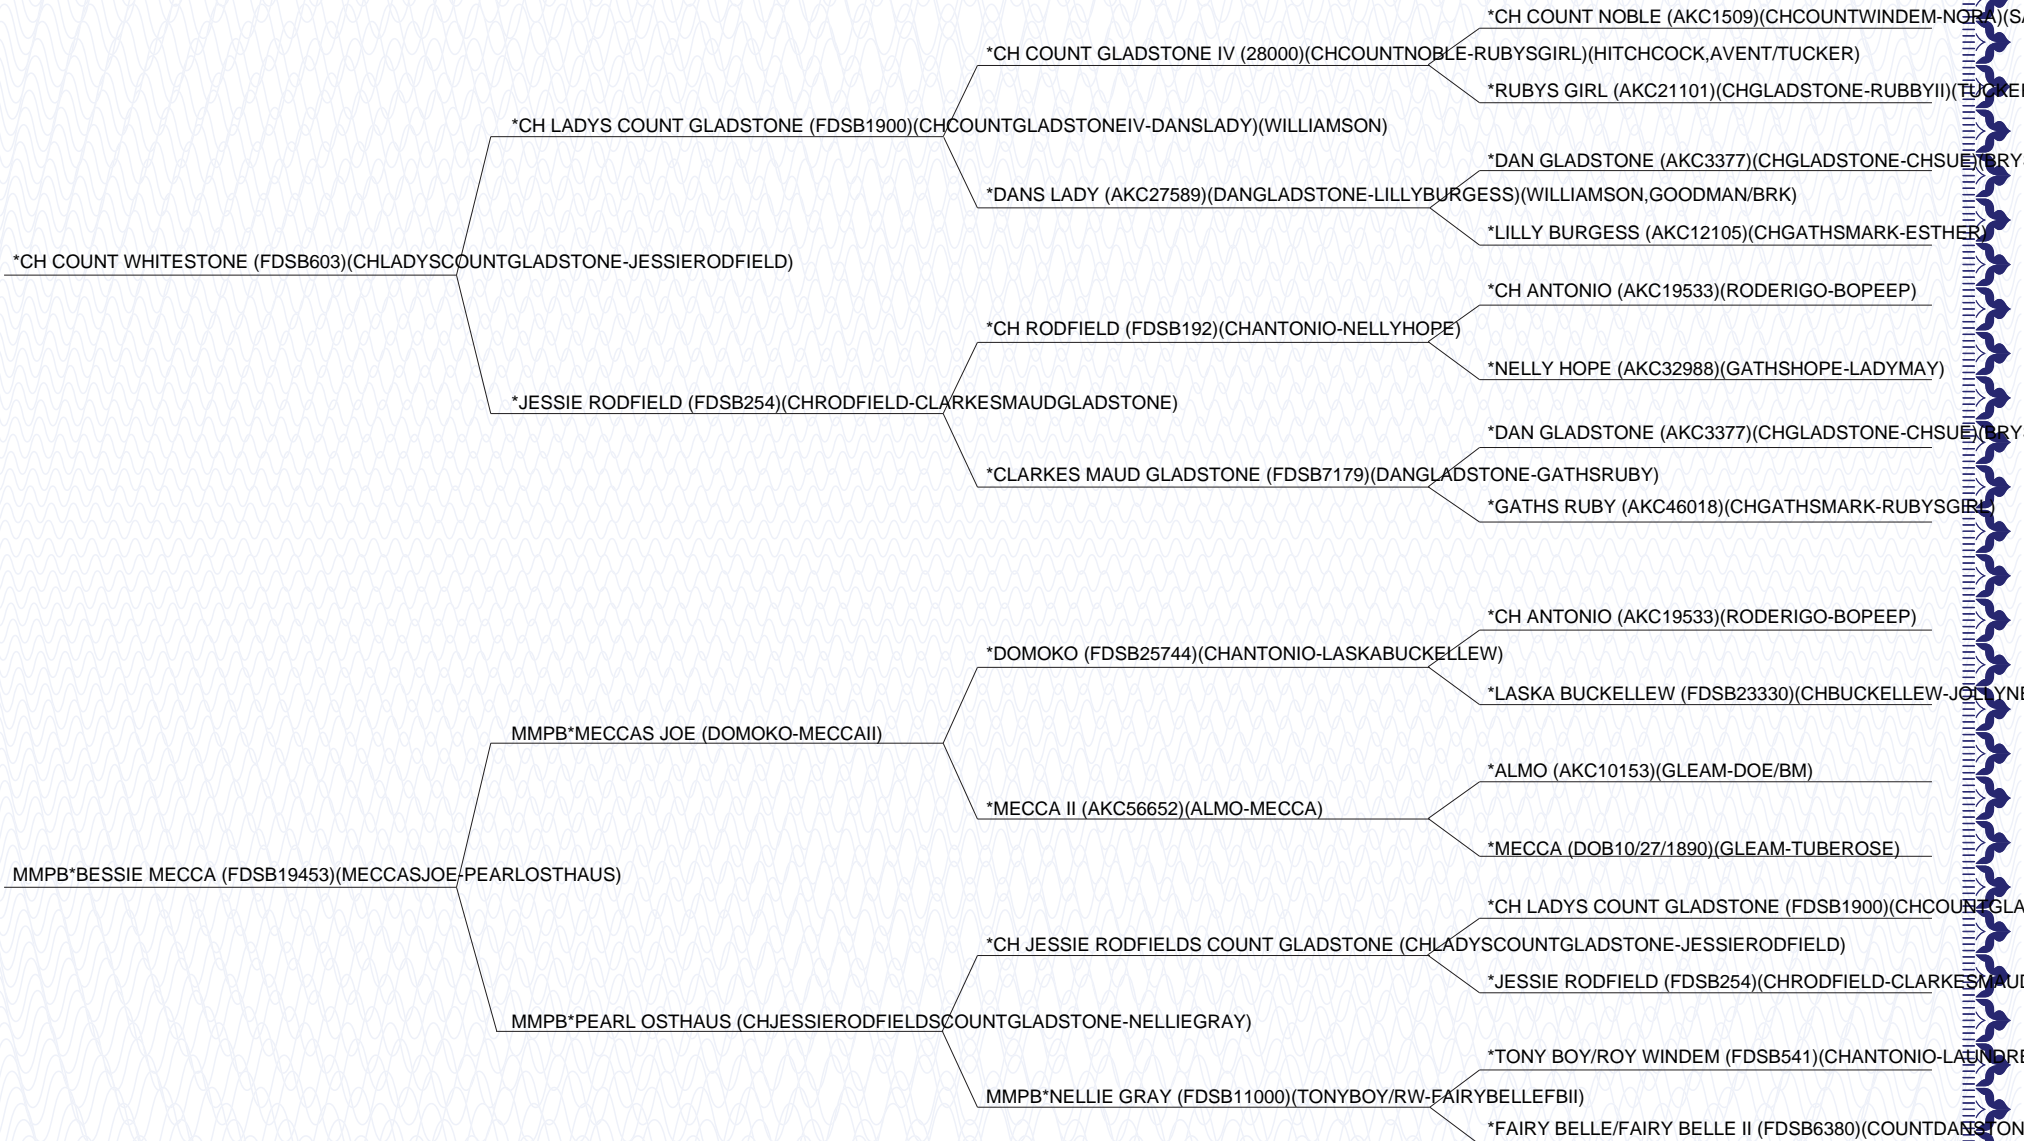 *CH COUNT NOBLE (AKC1509)(CHCOUNTWINDEM-NORA)(SA
*CH COUNT GLADSTONE IV (28000)(CHCOUNTNOBLE-RUBYSGIRL)(HITCHCOCK,AVENT/TUCKER)
*RUBYS GIRL (AKC21101)(CHGLADSTONE-RUBBYII)(TUCKER
*CH LADYS COUNT GLADSTONE (FDSB1900)(CHCOUNTGLADSTONEIV-DANSLADY)(WILLIAMSON)
*DAN GLADSTONE (AKC3377)(CHGLADSTONE-CHSUE)(BRY
*DANS LADY (AKC27589)(DANGLADSTONE-LILLYBURGESS)(WILLIAMSON,GOODMAN/BRK)
*LILLY BURGESS (AKC12105)(CHGATHSMARK-ESTHER)
*CH COUNT WHITESTONE (FDSB603)(CHLADYSCOUNTGLADSTONE-JESSIERODFIELD)
*CH ANTONIO (AKC19533)(RODERIGO-BOPEEP)
*CH RODFIELD (FDSB192)(CHANTONIO-NELLYHOPE)
*NELLY HOPE (AKC32988)(GATHSHOPE-LADYMAY)
*JESSIE RODFIELD (FDSB254)(CHRODFIELD-CLARKESMAUDGLADSTONE)
*DAN GLADSTONE (AKC3377)(CHGLADSTONE-CHSUE)(BRY
*CLARKES MAUD GLADSTONE (FDSB7179)(DANGLADSTONE-GATHSRUBY)
*GATHS RUBY (AKC46018)(CHGATHSMARK-RUBYSGIRL)
*CH ANTONIO (AKC19533)(RODERIGO-BOPEEP)
*DOMOKO (FDSB25744)(CHANTONIO-LASKABUCKELLEW)
*LASKA BUCKELLEW (FDSB23330)(CHBUCKELLEW-JOLLYNE
MMPB*MECCAS JOE (DOMOKO-MECCAII)
*ALMO (AKC10153)(GLEAM-DOE/BM)
*MECCA II (AKC56652)(ALMO-MECCA)
*MECCA (DOB10/27/1890)(GLEAM-TUBEROSE)
MMPB*BESSIE MECCA (FDSB19453)(MECCASJOE-PEARLOSTHAUS)
*CH LADYS COUNT GLADSTONE (FDSB1900)(CHCOUNTGLA
*CH JESSIE RODFIELDS COUNT GLADSTONE (CHLADYSCOUNTGLADSTONE-JESSIERODFIELD)
*JESSIE RODFIELD (FDSB254)(CHRODFIELD-CLARKESMAUD
MMPB*PEARL OSTHAUS (CHJESSIERODFIELDSCOUNTGLADSTONE-NELLIEGRAY)
*TONY BOY/ROY WINDEM (FDSB541)(CHANTONIO-LAUNDRE
MMPB*NELLIE GRAY (FDSB11000)(TONYBOY/RW-FAIRYBELLEFBII)
*FAIRY BELLE/FAIRY BELLE II (FDSB6380)(COUNTDANSTON